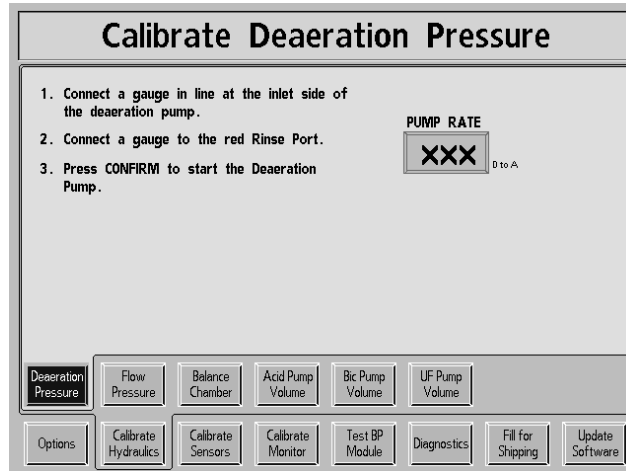 Calibrate Deaeration Pressure
1. Connect a gauge in line at the inlet side of
the deaeration pump.
2. Connect a gauge to the red Rinse Port.
3. Press CONFIRM to start the Deaeration
Pump.
PUMP RATE
XXX D to A
Deaeration
Pressure
Flow
Pressure
Balance
Chamber
Acid Pump
Volume
Bic Pump
Volume
UF Pump
Volume
Options
Calibrate
Hydraulics
Calibrate
Sensors
Calibrate
Monitor
Test BP
Module
Diagnostics
Fill for
Shipping
Update
Software